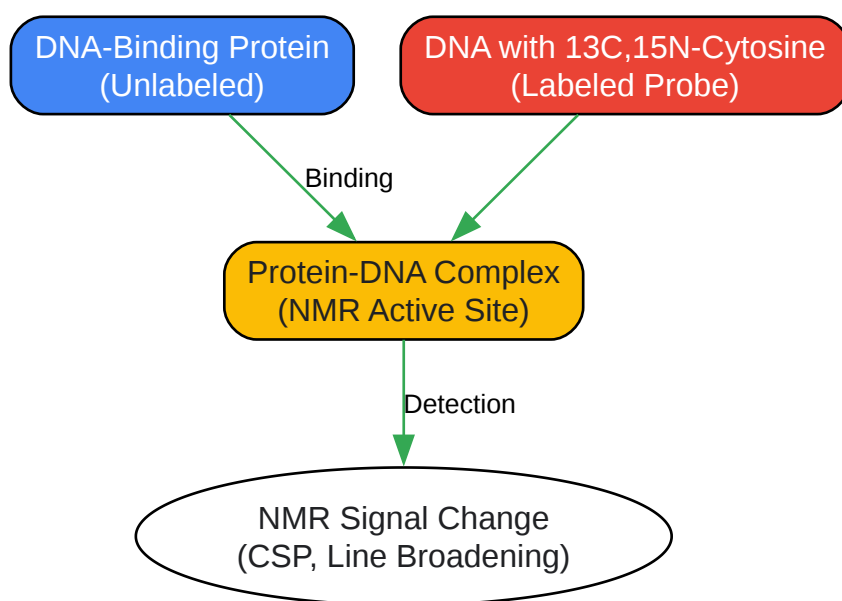 DNA-Binding Protein
(Unlabeled)
DNA with 13C,15N-Cytosine
(Labeled Probe)
Binding
Protein-DNA Complex
(NMR Active Site)
Detection
NMR Signal Change
(CSP, Line Broadening)